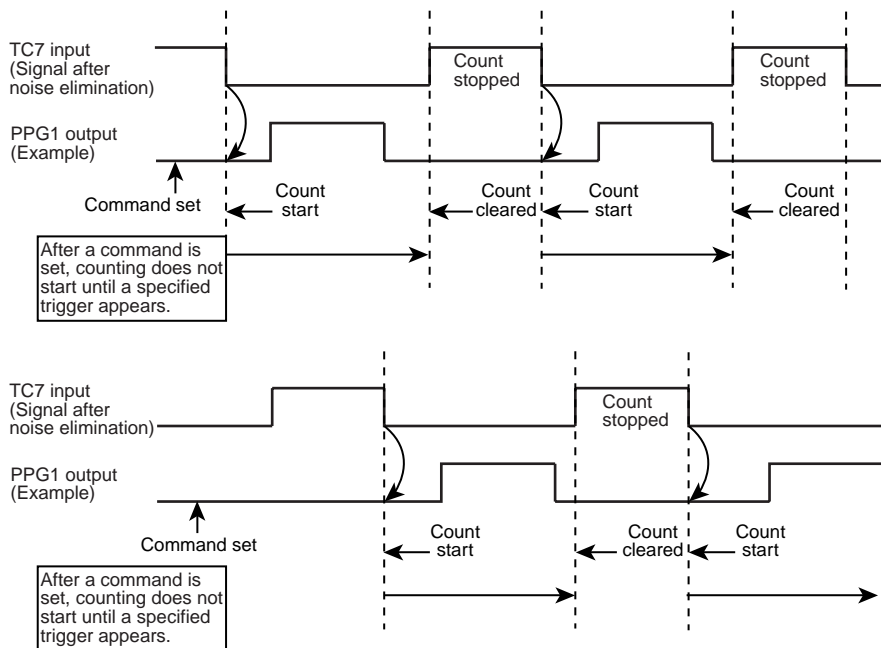 TC7 input
(Signal after
noise elimination)
Count
stopped
Count
stopped
PPG1 output
(Example)
Command set
Count
start
Count
cleared
Count
start
Count
cleared
After a command is
set, counting does not
start until a specified
trigger appears.
TC7 input
(Signal after
noise elimination)
Count
stopped
PPG1 output
(Example)
Command set
Count
start
Count
cleared
Count
start
After a command is
set, counting does not
start until a specified
trigger appears.